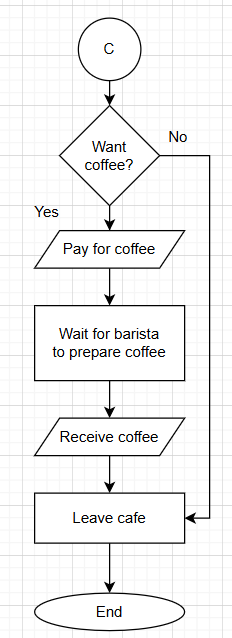 C
Want
coffee?
No
Yes
Pay for coffee
Wait for barista
to prepare coffee
Receive coffee
Leave cafe
End